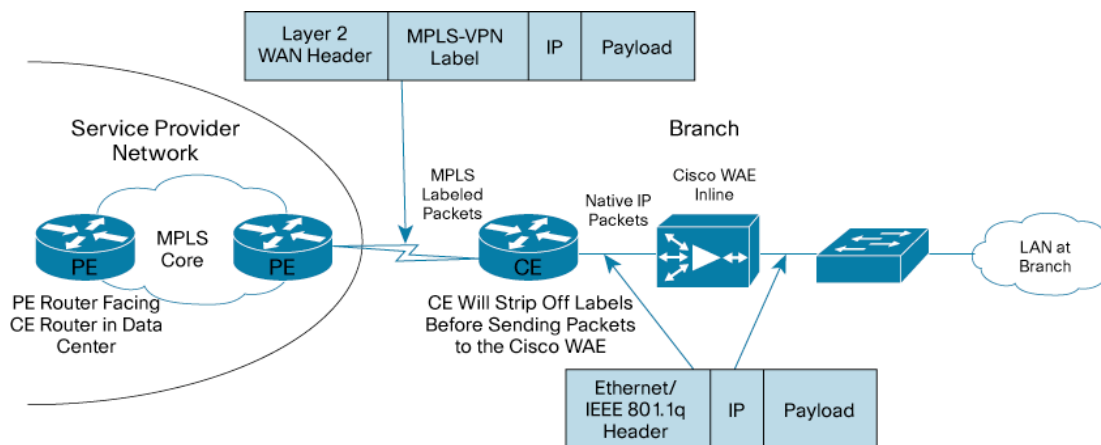 Layer 2
WAN Header
MPLS-VPN
Label
IP
Payload
Service Provider
Network
Branch
MPLS
Labeled
Packets
Native IP
Packets
Cisco WAE
Inline
PE
MPLS
Core
PE
CE
LAN at
Branch
PE Router Facing
CE Router in Data
Center
CE Will Strip Off Labels
Before Sending Packets
to the Cisco WAE
Ethernet/
IEEE 801.1q
Header
IP
Payload